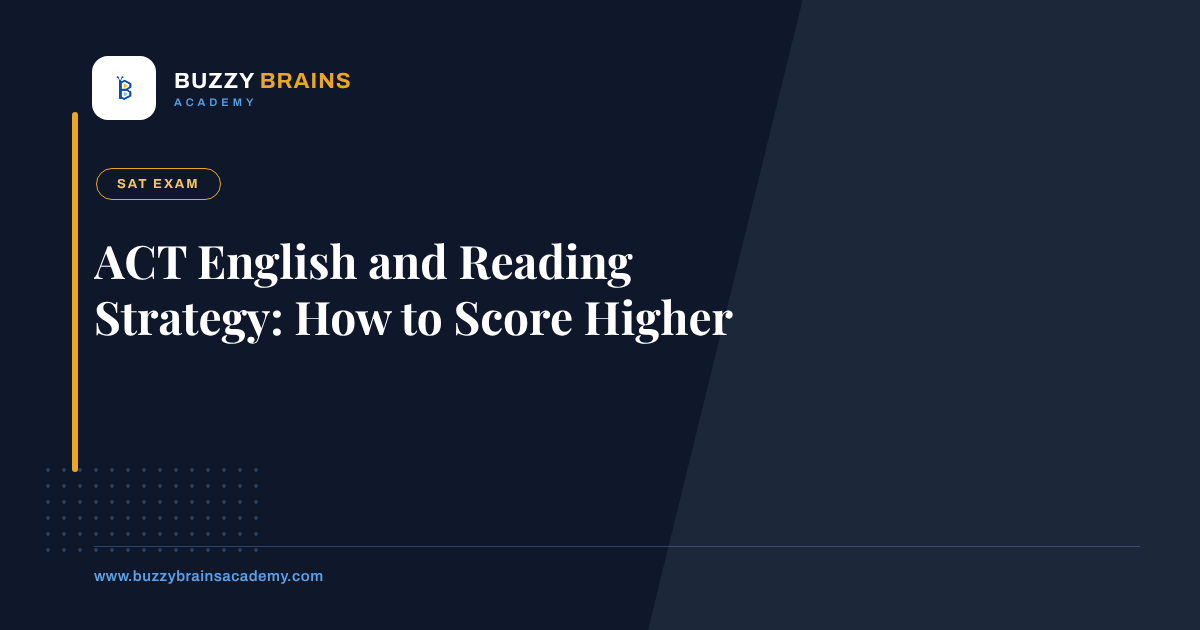 BUZZY BRAINS
ACADEMY
SAT EXAM
ACT English and Reading
Strategy: How to Score Higher
www.buzzybrainsacademy.com